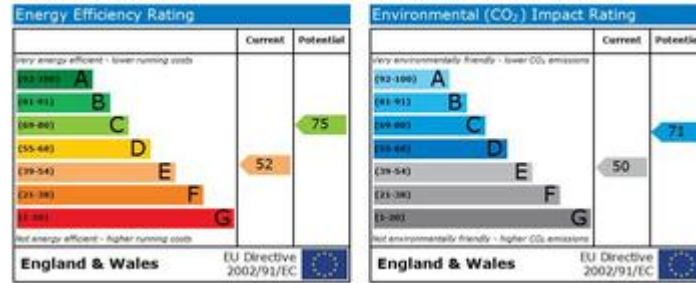 Energy Efficiency Rating
Current Potential
Very energy efficient - lower running costs
(92-100) A
(81-91) B
(69-80) C
75
(55-68) D
(39-54) E
52
(21-38) F
(1-20) G
Not energy efficient - higher running costs
England & Wales
EU Directive
2002/91/EC
Environmental (CO₂) Impact Rating
Current Potential
Very environmentally friendly - lower CO₂ emissions
(92-100) A
(81-91) B
(69-80) C
71
(55-68) D
(39-54) E
50
(21-38) F
(1-20) G
Not environmentally friendly - higher CO₂ emissions
England & Wales
EU Directive
2002/91/EC